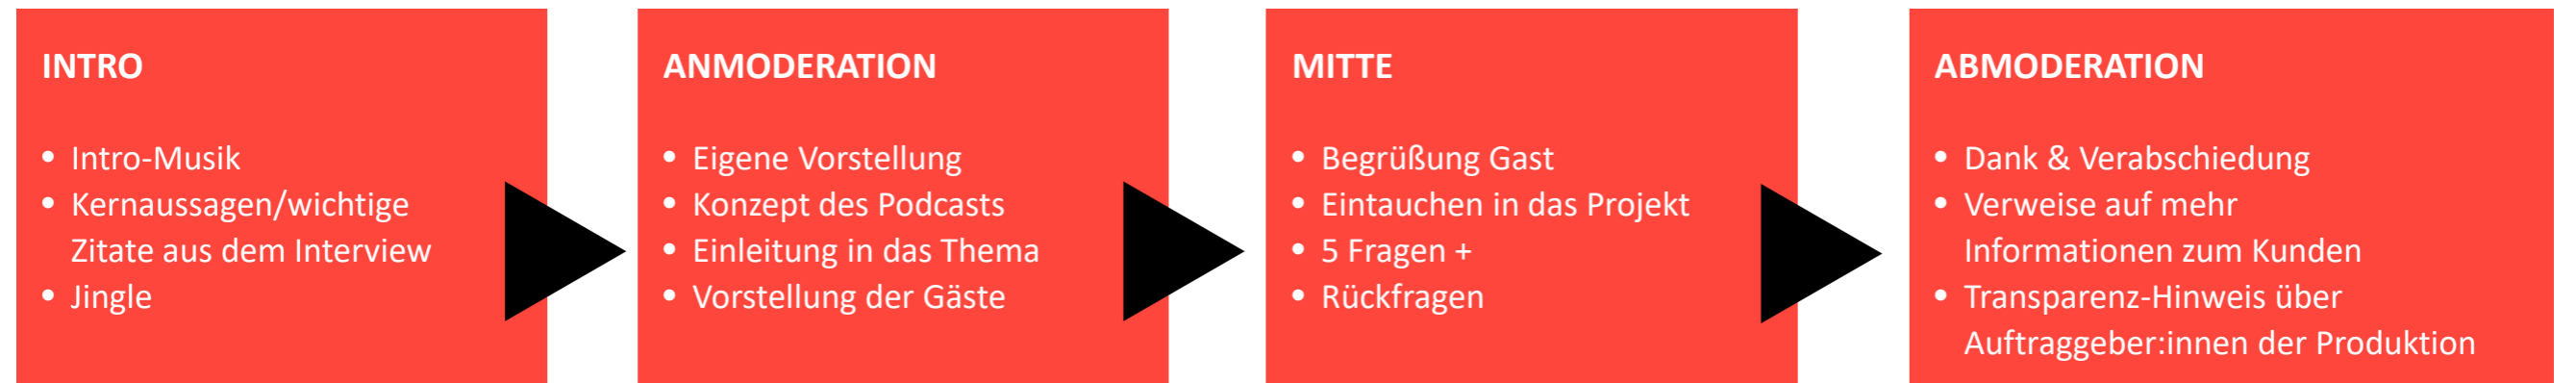 INTRO
• Intro-Musik
• Kernaussagen/wichtige
Zitate aus dem Interview
• Jingle
ANMODERATION
• Eigene Vorstellung
• Konzept des Podcasts
• Einleitung in das Thema
• Vorstellung der Gäste
MITTE
• Begrüßung Gast
• Eintauchen in das Projekt
• 5 Fragen +
• Rückfragen
ABMODERATION
• Dank & Verabschiedung
• Verweise auf mehr
Informationen zum Kunden
• Transparenz-Hinweis über
Auftraggeber:innen der Produktion